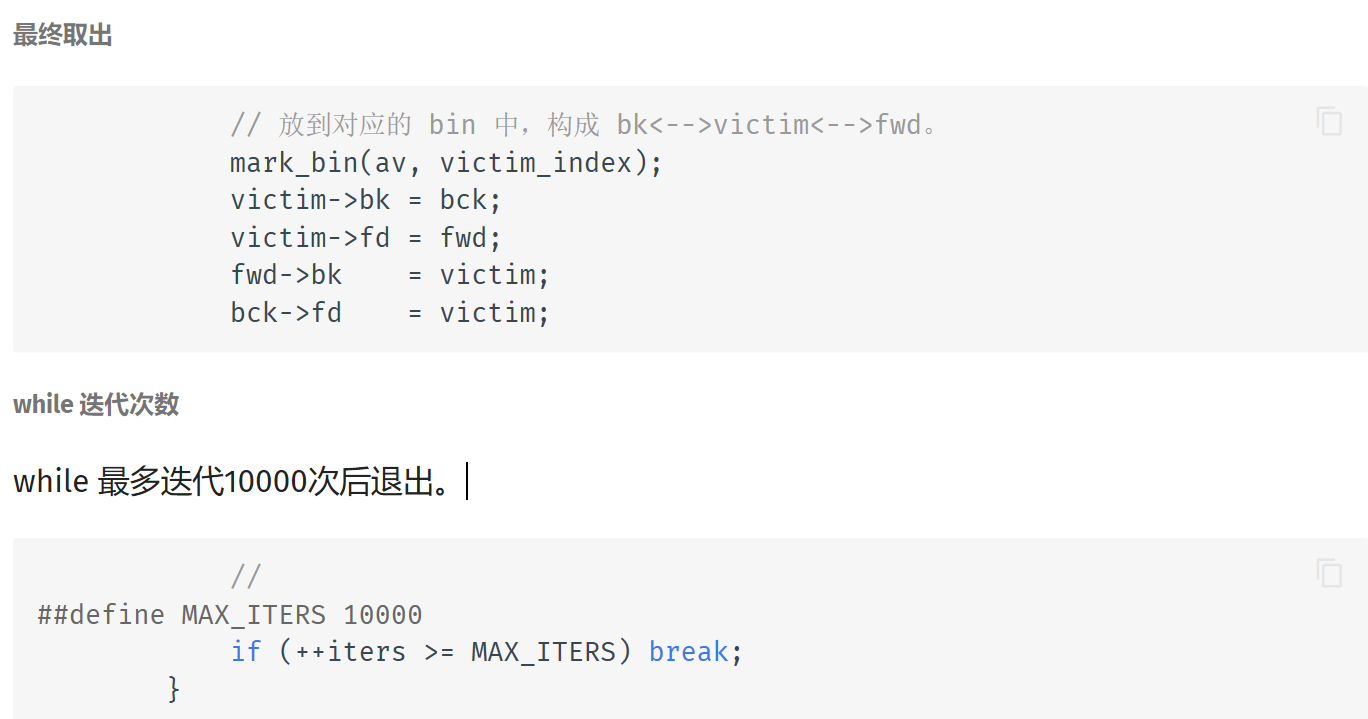 最终取出
// 放到对应的 bin 中，构成 bk<-->victim<-->fwd。
mark_bin(av, victim_index);
victim->bk = bck;
victim->fd = fwd;
fwd->bk    = victim;
bck->fd    = victim;
while 迭代次数
while 最多迭代10000次后退出。
//
##define MAX_ITERS 10000
if (++iters >= MAX_ITERS) break;
}